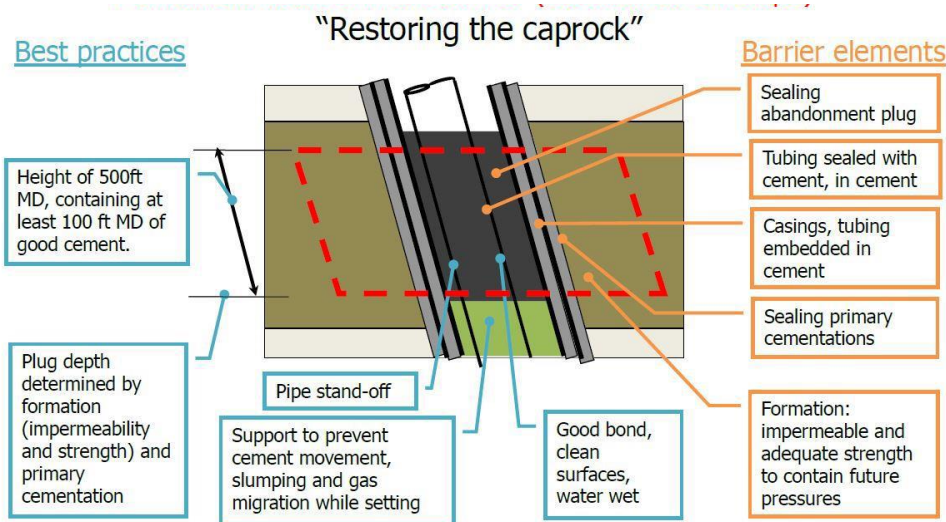 “Restoring the caprock”
Best practices
Height of 500ft
MD, containing at
least 100 ft MD of
good cement.
Plug depth
determined by
formation
(impermeability
and strength) and
primary
cementation
Pipe stand-off
Support to prevent
cement movement,
slumping and gas
migration while setting
Good bond,
clean
surfaces,
water wet
Barrier elements
Sealing
abandonment plug
Tubing sealed with
cement, in cement
Casings, tubing
embedded in
cement
Sealing primary
cementations
Formation:
impermeable and
adequate strength
to contain future
pressures